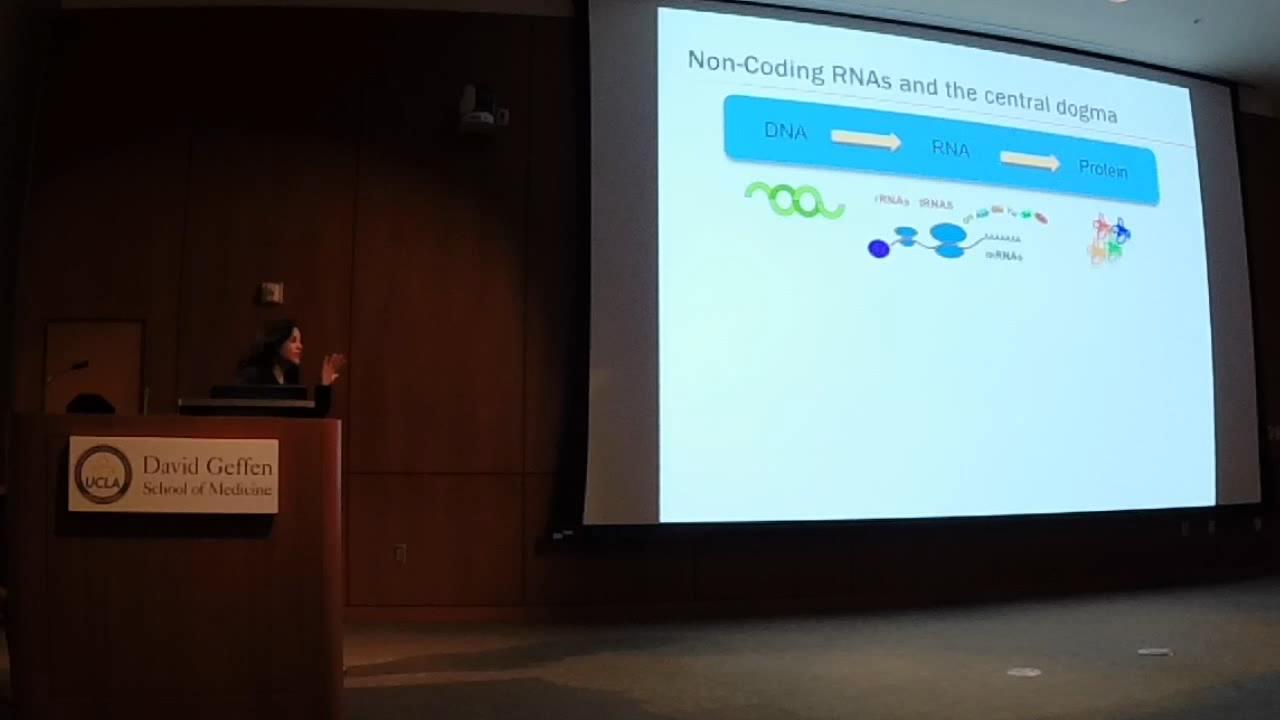 Non-Coding RNAs and the central dogma
DNA
RNA
Protein
rRNAs tRNAS
mRNAs
UCLA
David Geffen
School of Medicine